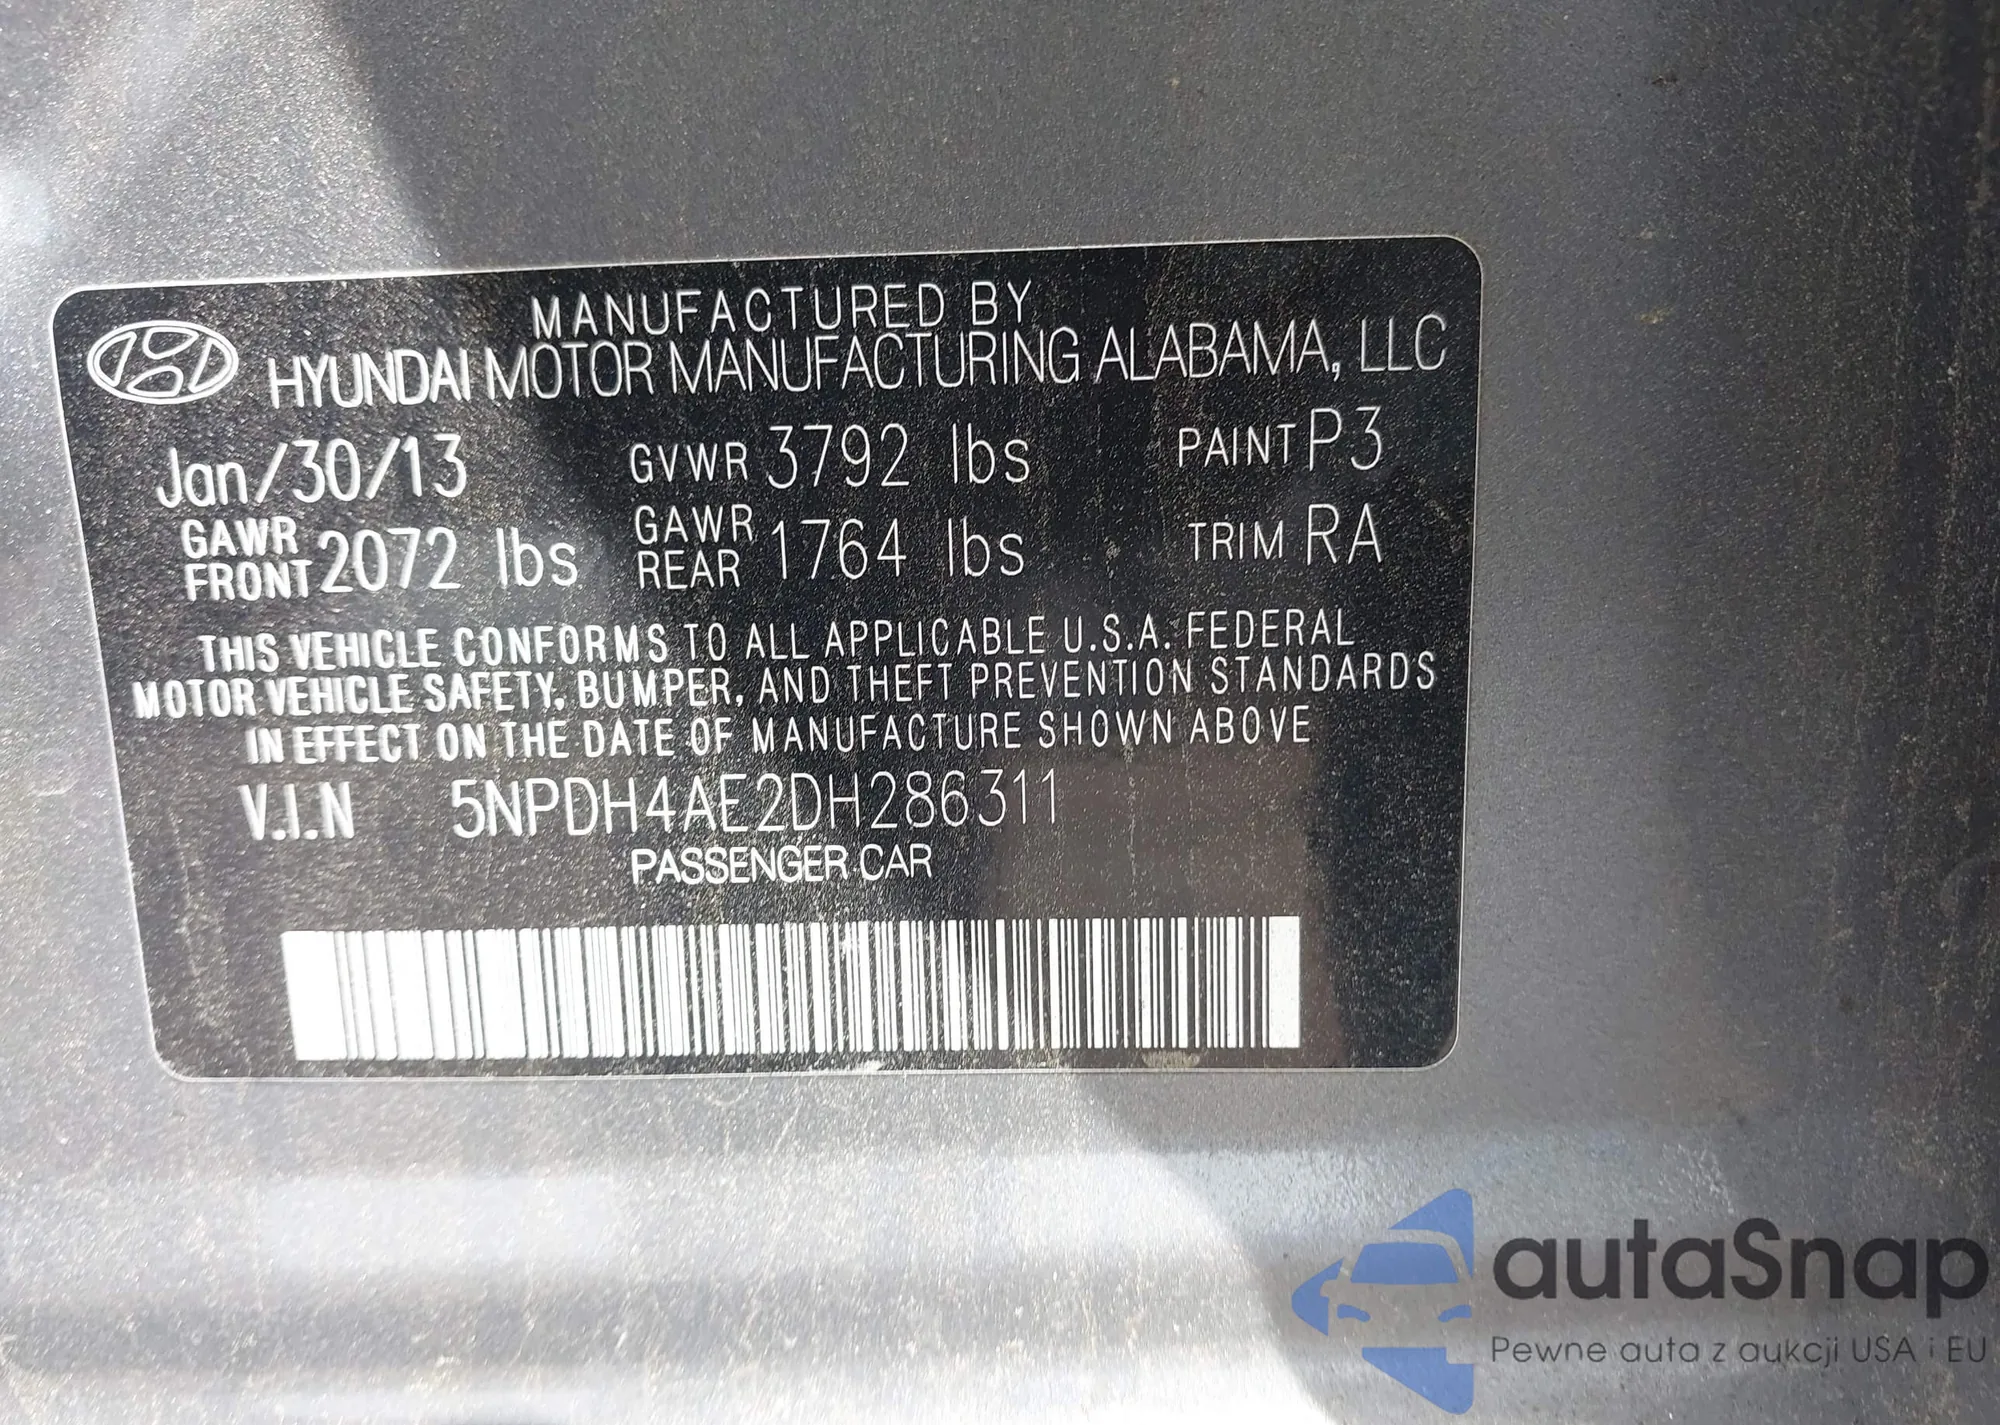 MANUFACTURED BY
HYUNDAI MOTOR MANUFACTURING ALABAMA, LLC
Jan/30/13 GVWR 3792 lbs PAINT P3
GAWR FRONT 2072 lbs GAWR REAR 1764 lbs TRIM RA
THIS VEHICLE CONFORMS TO ALL APPLICABLE U.S.A. FEDERAL
MOTOR VEHICLE SAFETY, BUMPER, AND THEFT PREVENTION STANDARDS
IN EFFECT ON THE DATE OF MANUFACTURE SHOWN ABOVE
V.I.N 5NPDH4AE2DH286311
PASSENGER CAR
autaSnap
Pewne auta z aukcji USA i EU